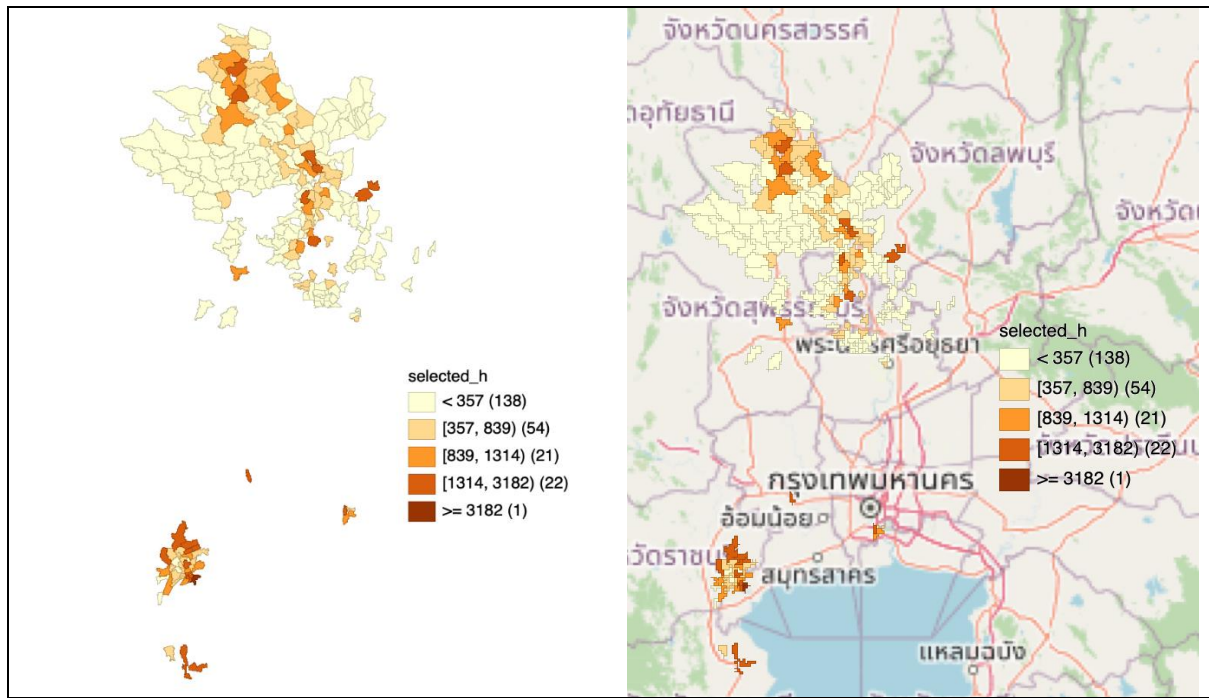 selected_h
< 357 (138)
[357, 839) (54)
[839, 1314) (21)
[1314, 3182) (22)
>= 3182 (1)
จังหวัดนครสวรรค์
อุทัยธานี
จังหวัดลพบุรี
จังหวัด
จังหวัดสุพรรณบุรี
พระนครศรีอยุธยา
selected_h
< 357 (138)
[357, 839) (54)
[839, 1314) (21)
[1314, 3182) (22)
>= 3182 (1)
กรุงเทพมหานคร
อ้อมน้อย
สมุทรสาคร
แหลมฉบัง